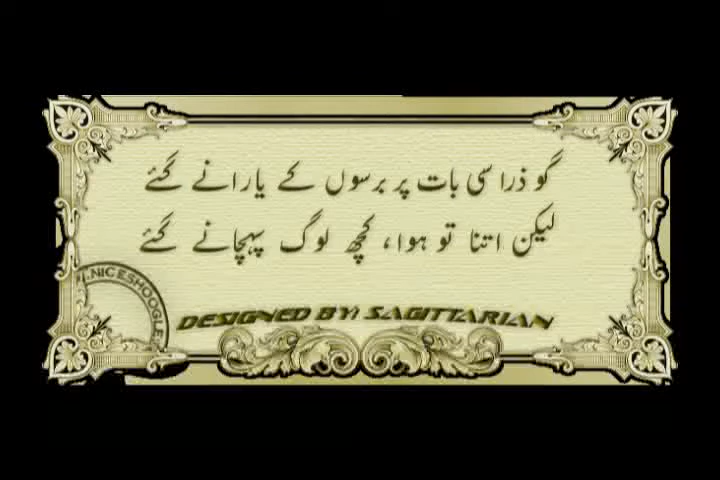 گو ذرا سی بات پر برسوں کے یارانے گئے
لیکن اتنا تو ہوا، کچھ لوگ پہچانے گئے
.NICESHOOGLE
DESIGNED BY: SAGITTARIAN